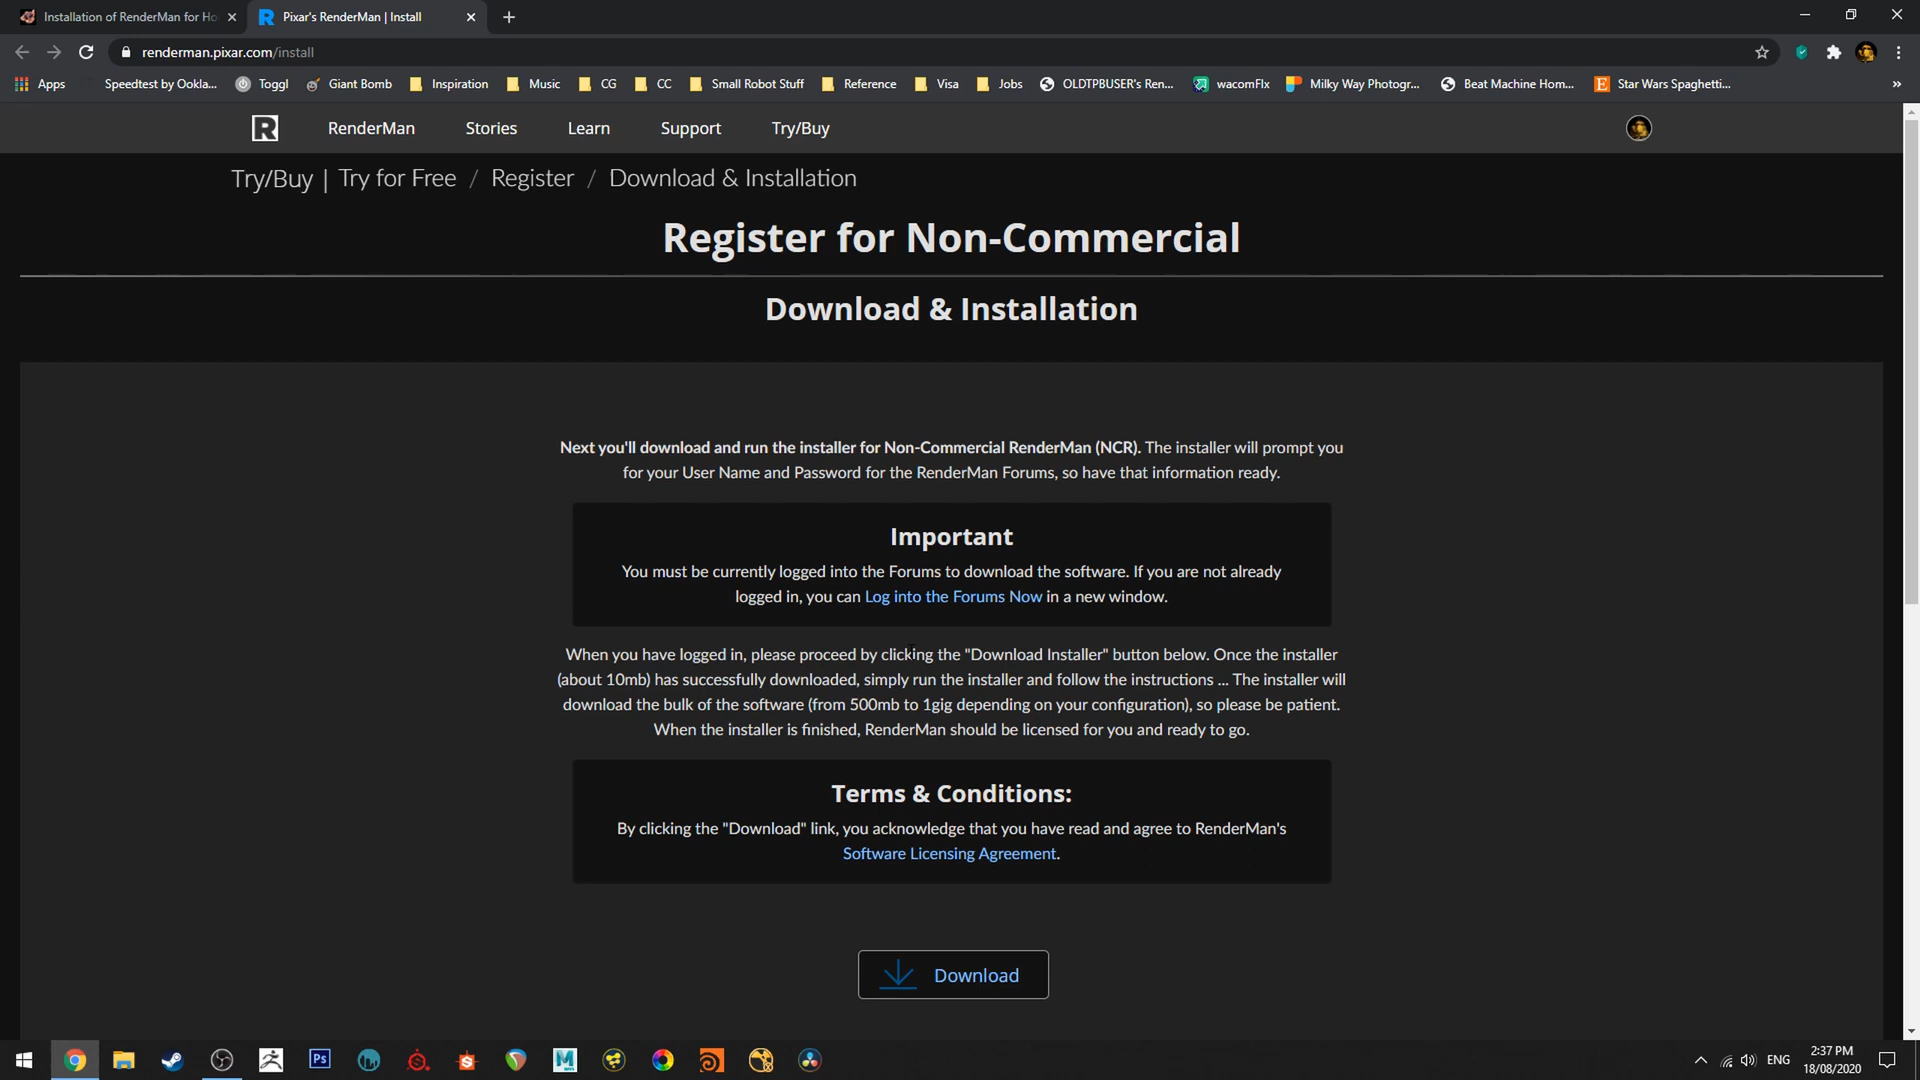 Installation of RenderMan for Ho
Pixar's RenderMan | Install
renderman.pixar.com/install
Apps
Speedtest by Ookla...
Toggl
Giant Bomb
Inspiration
Music
CG
CC
Small Robot Stuff
Reference
Visa
Jobs
OLDTPBUSER's Ren...
wacomFlx
Milky Way Photogr...
Beat Machine Hom...
Star Wars Spaghetti...
»
R RenderMan Stories Learn Support Try/Buy
Try/Buy | Try for Free / Register / Download & Installation
Register for Non-Commercial
Download & Installation
Next you'll download and run the installer for Non-Commercial RenderMan (NCR). The installer will prompt you
for your User Name and Password for the RenderMan Forums, so have that information ready.
Important
You must be currently logged into the Forums to download the software. If you are not already
logged in, you can Log into the Forums Now in a new window.
When you have logged in, please proceed by clicking the "Download Installer" button below. Once the installer
(about 10mb) has successfully downloaded, simply run the installer and follow the instructions ... The installer will
download the bulk of the software (from 500mb to 1gig depending on your configuration), so please be patient.
When the installer is finished, RenderMan should be licensed for you and ready to go.
Terms & Conditions:
By clicking the "Download" link, you acknowledge that you have read and agree to RenderMan's
Software Licensing Agreement.
Download
Ps
M
ENG
2:37 PM
18/08/2020